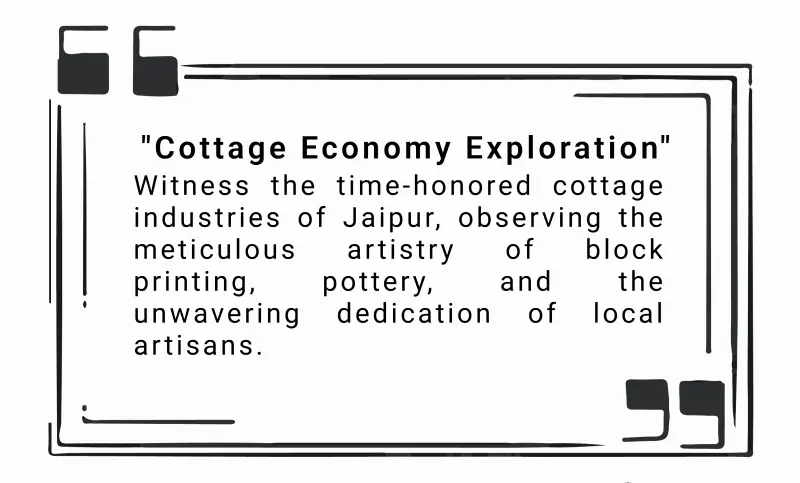 "Cottage Economy Exploration"
Witness the time-honored cottage
industries of Jaipur, observing the
meticulous artistry of block
printing, pottery, and the
unwavering dedication of local
artisans.